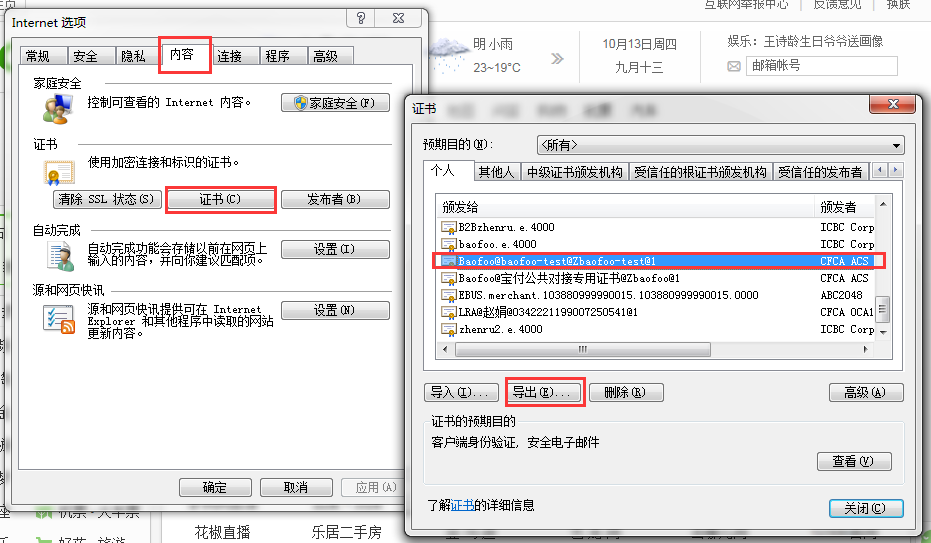 互联网举报中心 反馈意见 换肤
明 小雨
23~19°C
10月13日周四
九月十三
娱乐：王诗龄生日爷爷送画像
邮箱帐号
Internet 选项
常规 安全 隐私 内容 连接 程序 高级
家庭安全
控制可查看的 Internet 内容。
家庭安全(F)
证书
使用加密连接和标识的证书。
清除 SSL 状态(S) 证书(C) 发布者(B)
自动完成
自动完成功能会存储以前在网页上
输入的内容，并向你建议匹配项。
设置(I)
源和网页快讯
源和网页快讯提供可在 Internet
Explorer 和其他程序中读取的网站
更新内容。
设置(N)
确定 取消 应用(A)
证书
预期目的(N)： <所有>
个人 其他人 中级证书颁发机构 受信任的根证书颁发机构 受信任的发布者
颁发给 颁发者
B2Bzhenru.e.4000 ICBC Corp
baofoo.e.4000 ICBC Corp
Baofoo@baofoo-test@Zbaofoo-test@1 CFCA ACS
Baofoo@宝付公共对接专用证书@Zbaofoo@1 CFCA ACS
EBUS.merchant.103880999990015.103880999990015.0000 ABC2048
LRA@赵娟@034222119900725054​1@1 CFCA OCA1
zhenru2.e.4000 ICBC Corp
导入(I)... 导出(E)... 删除(R) 高级(A)
证书的预期目的
客户端身份验证，安全电子邮件
查看(V)
了解证书的详细信息
关闭(C)
机票·火车票
花椒直播 乐居二手房